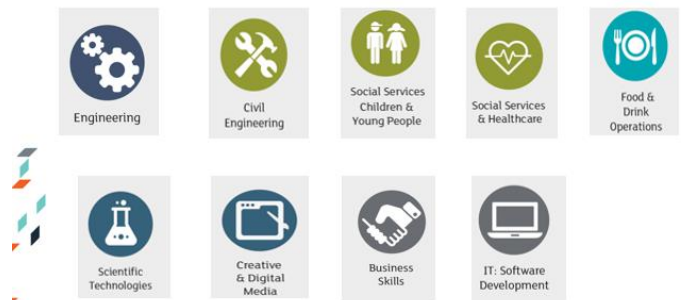 Engineering
Civil
Engineering
Social Services
Children &
Young People
Social Services
& Healthcare
Food &
Drink
Operations
Scientific
Technologies
Creative
& Digital
Media
Business
Skills
IT: Software
Development